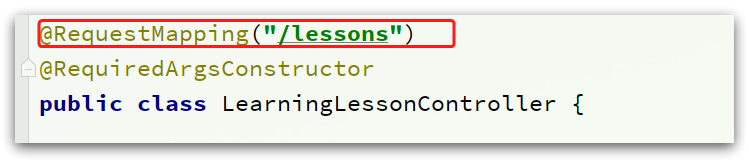 @RequestMapping("/lessons")
@RequiredArgsConstructor
public class LearningLessonController {